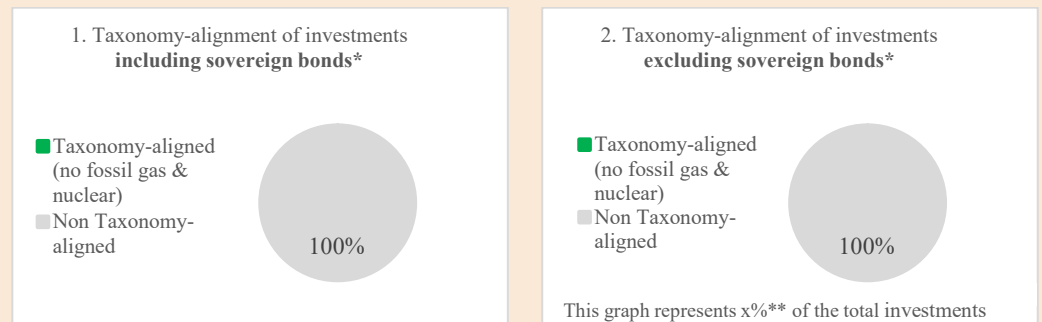 1. Taxonomy-alignment of investments
including sovereign bonds*
Taxonomy-aligned
(no fossil gas &
nuclear)
Non Taxonomy-
aligned
100%
2. Taxonomy-alignment of investments
excluding sovereign bonds*
Taxonomy-aligned
(no fossil gas &
nuclear)
Non Taxonomy-
aligned
100%
This graph represents x%** of the total investments